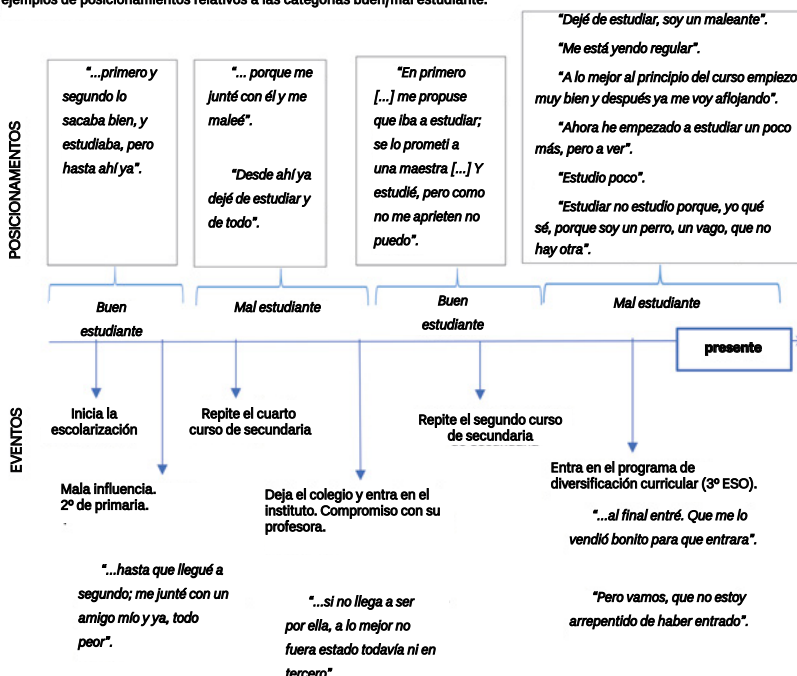 ejemplos de posicionamientos relativos a las categorías buen/mal estudiante.
POSICIONAMENTOS
“...primero y
segundo lo
sacaba bien, y
estudiaba, pero
hasta ahí ya”.
“... porque me
junté con él y me
maleé”.
“Desde ahí ya
dejé de estudiar y
de todo”.
“En primero
[...] me propuse
que iba a estudiar;
se lo prometi a
una maestra [...] Y
estudié, pero como
no me aprieten no
puedo”.
“Dejé de estudiar, soy un maleante”.
“Me está yendo regular”.
“A lo mejor al principio del curso empiezo
muy bien y después ya me voy aflojando”.
“Ahora he empezado a estudiar un poco
más, pero a ver”.
“Estudio poco”.
“Estudiar no estudio porque, yo qué
sé, porque soy un perro, un vago, que no
hay otra”.
Buen
estudiante
Mal estudiante
Buen
estudiante
Mal estudiante
presente
EVENTOS
Inicia la
escolarización
Mala influencia.
2º de primaria.
“...hasta que llegué a
segundo; me junté con un
amigo mío y ya, todo
peor”.
Repite el cuarto
curso de secundaria
Deja el colegio y entra en el
instituto. Compromiso con su
profesora.
“...si no llega a ser
por ella, a lo mejor no
fuera estado todavía ni en
tercero”
Repite el segundo curso
de secundaria
Entra en el programa de
diversificación curricular (3º ESO).
“...al final entré. Que me lo
vendió bonito para que entrara”.
“Pero vamos, que no estoy
arrepentido de haber entrado”.